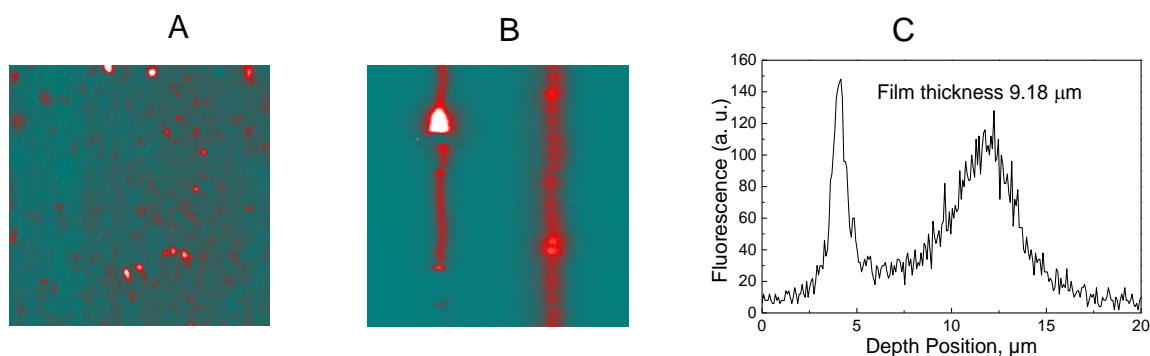 A
B
C
Film thickness 9.18 μm
Fluorescence (a. u.)
160
140
120
100
80
60
40
20
0
0 5 10 15 20
Depth Position, μm